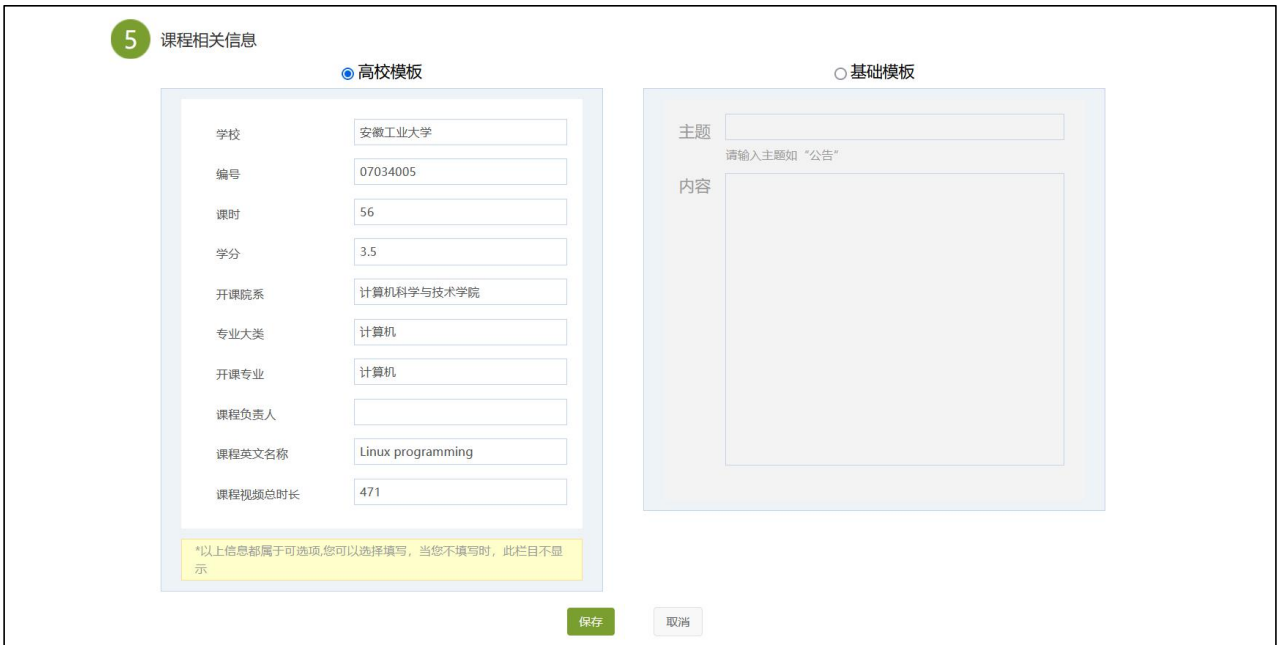 5 课程相关信息
高校模板
学校 安徽工业大学
编号 07034005
课时 56
学分 3.5
开课院系 计算机科学与技术学院
专业大类 计算机
开课专业 计算机
课程负责人
课程英文名称 Linux programming
课程视频总时长 471
*以上信息都属于可选项,您可以选择填写，当您不填写时，此栏目不显
示
基础模板
主题
请输入主题如“公告”
内容
保存 取消